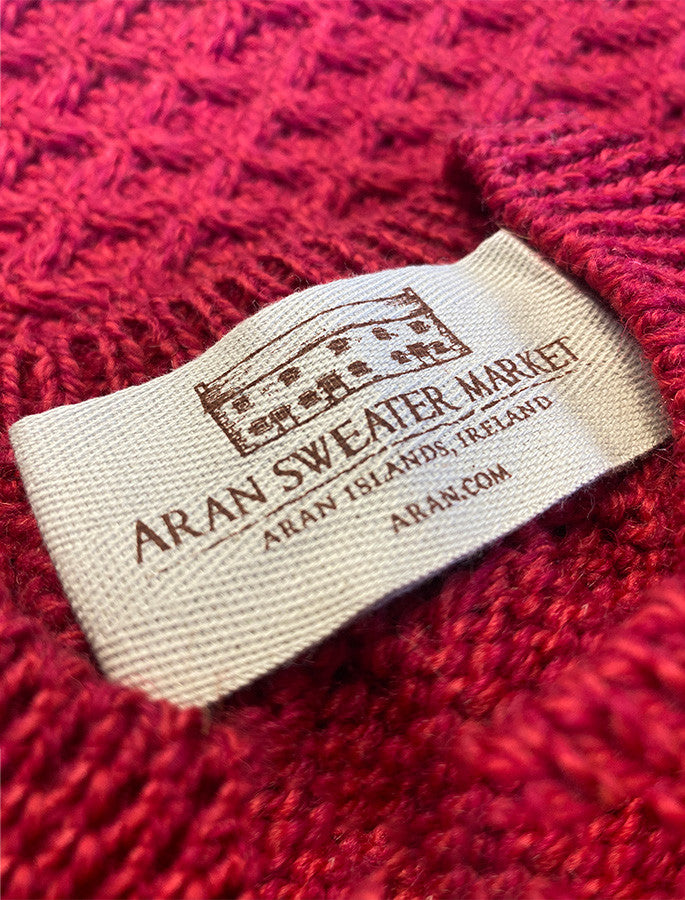 ARAN SWEATER MARKET
ARAN ISLANDS, IRELAND
ARAN.COM